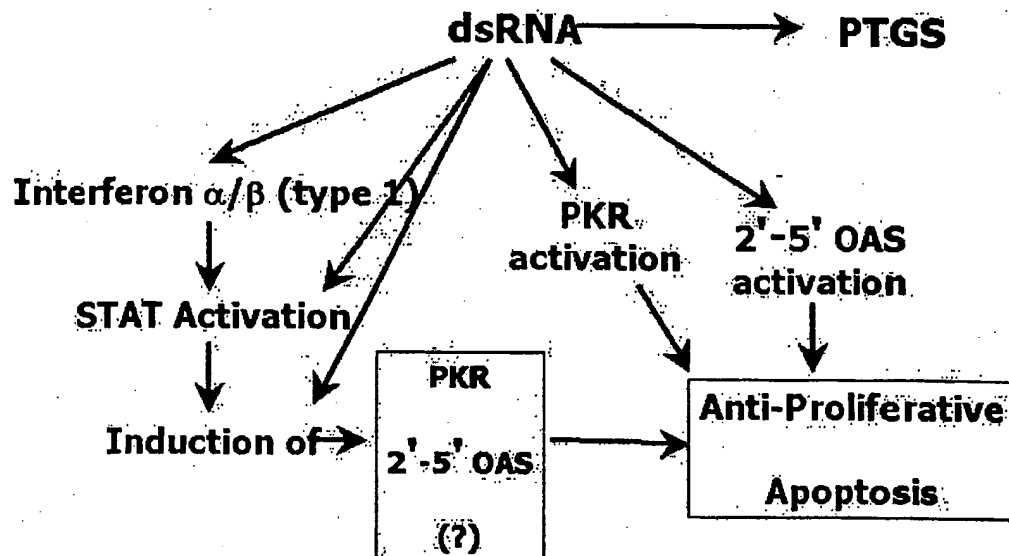 dsRNA
PTGS
Interferon α/β (type 1)
PKR
activation
2'-5' OAS
activation
STAT Activation
Induction of
PKR
2'-5' OAS
(?)
Anti-Proliferative
Apoptosis